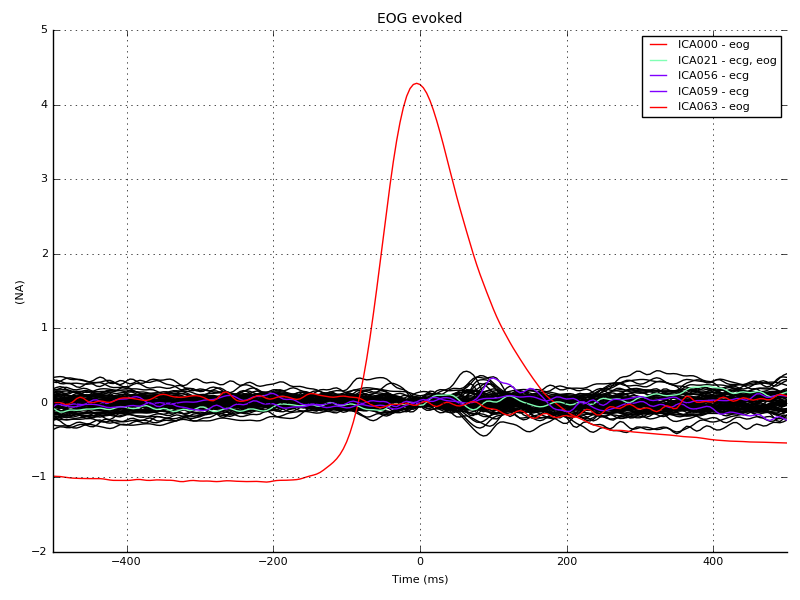 EOG evoked
ICA000 - eog
ICA021 - ecg, eog
ICA056 - ecg
ICA059 - ecg
ICA063 - eog
5
4
3
2
1
0
−1
−2
(NA)
−400 −200 0 200 400
Time (ms)